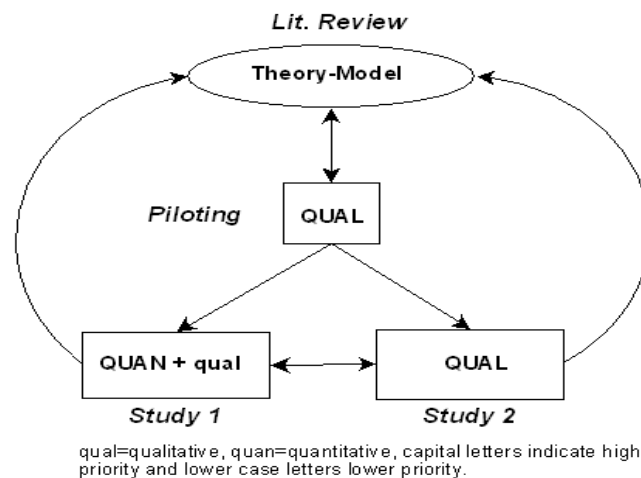 Lit. Review
Theory-Model
Piloting
QUAL
QUAN + qual
QUAL
Study 1
Study 2
qual=qualitative, quan=quantitative, capital letters indicate high
priority and lower case letters lower priority.